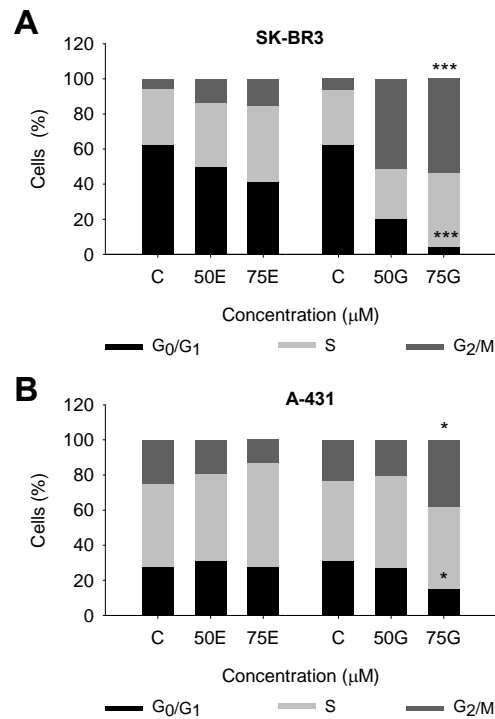 A
SK-BR3
120
100
80
60
40
20
0
Cells (%)
***
***
C 50E 75E C 50G 75G
Concentration (μM)
G0/G1 S G2/M
B
A-431
120
100
80
60
40
20
0
Cells (%)
*
*
C 50E 75E C 50G 75G
Concentration (μM)
G0/G1 S G2/M